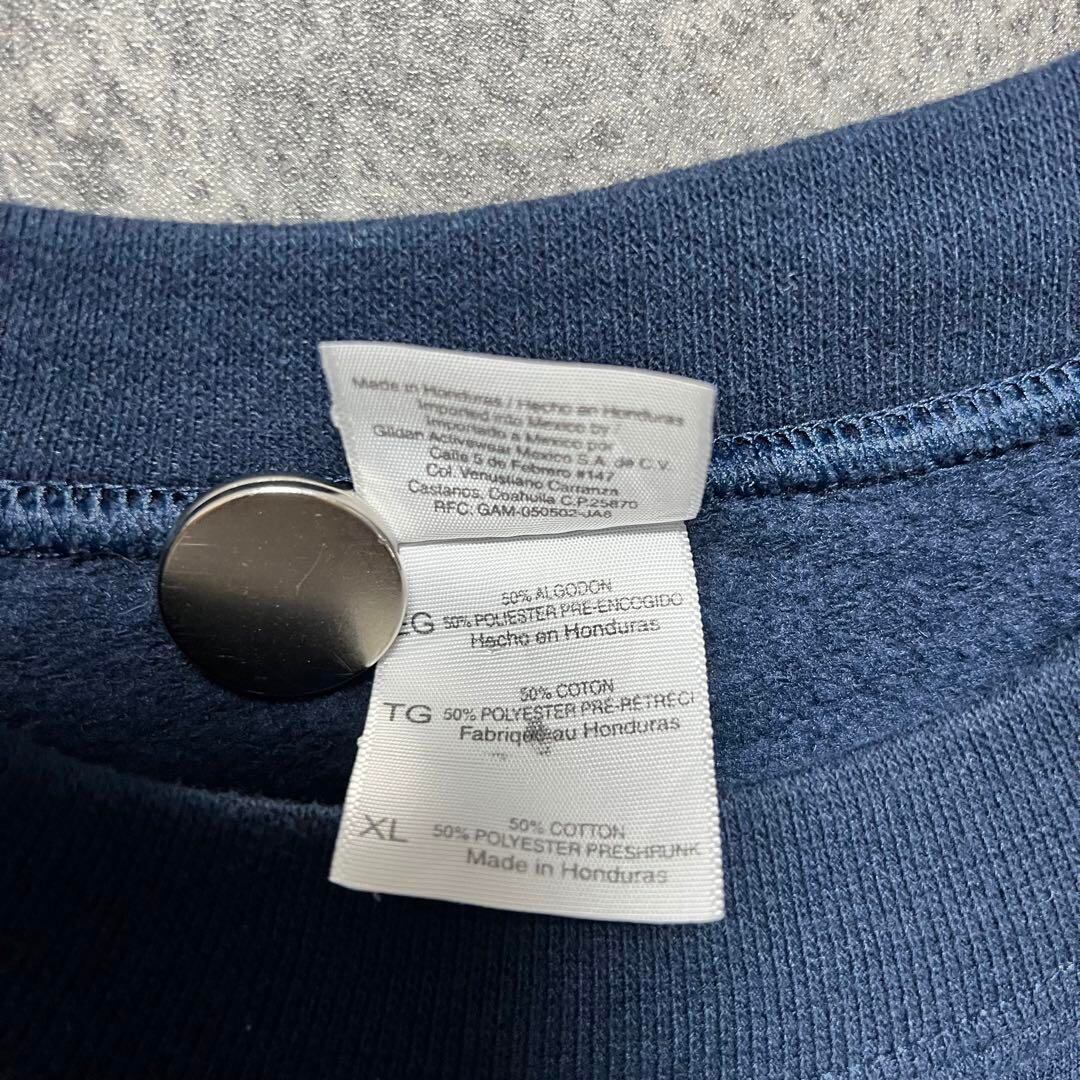 Made in Honduras / Hecho en Honduras
Imported into Mexico by /
Importado a Mexico por
Gildan Activewear Mexico S.A. de C.V.
Calle 5 de Febrero #147
Col. Venustiano Carranza
Castanos, Coahuila C.P.25870
RFC: GAM-050502-JA6
50% ALGODON
EG 50% POLIESTER PRE-ENCOGIDO
Hecho en Honduras
50% COTON
TG 50% POLYESTER PRE-RETRECI
Fabriqué au Honduras
50% COTTON
XL 50% POLYESTER PRESHRUNK
Made in Honduras